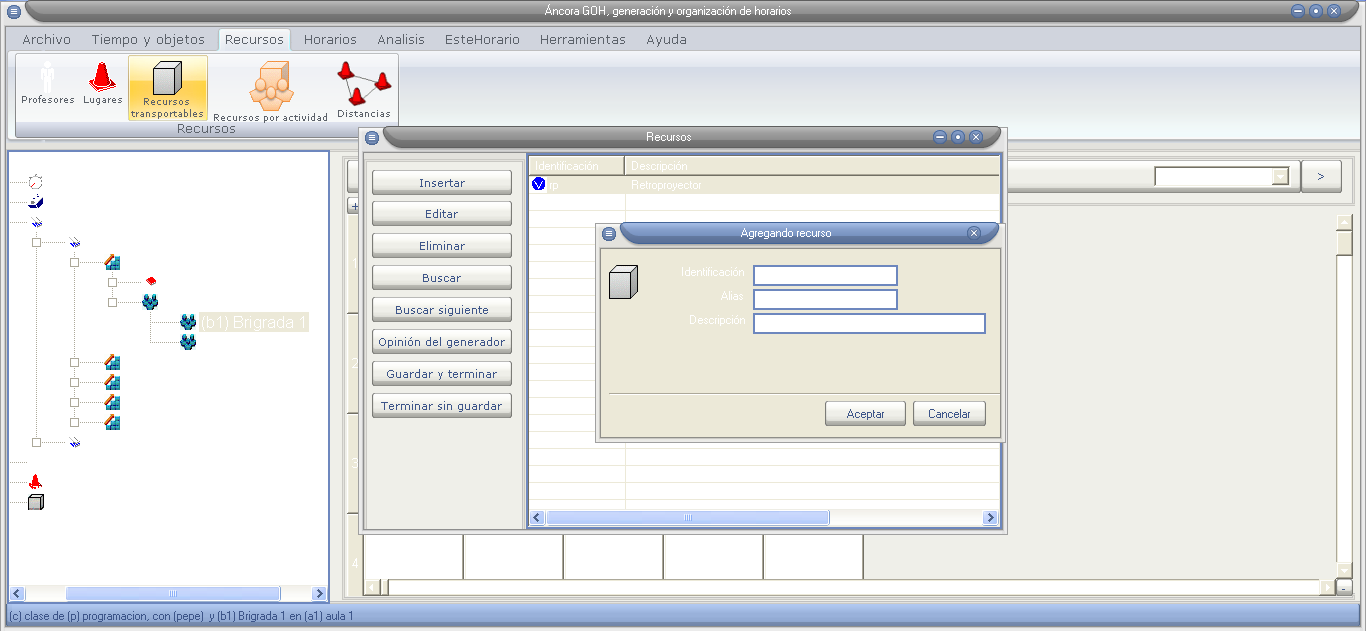 Áncora GOH, generación y organización de horarios
Archivo Tiempo y objetos Recursos Horarios Analisis EsteHorario Herramientas Ayuda
Profesores Lugares Recursos transportables Recursos por actividad Distancias
Recursos
Recursos
Identificación Descripción
rp Retroproyector
Insertar
Editar
Eliminar
Buscar
Buscar siguiente
Opinión del generador
Guardar y terminar
Terminar sin guardar
>
+
1
2
3
4
Agregando recurso
Identificación
Alias
Descripción
Aceptar Cancelar
(b1) Brigrada 1
-
(c) clase de (p) programacion, con (pepe) y (b1) Brigada 1 en (a1) aula 1